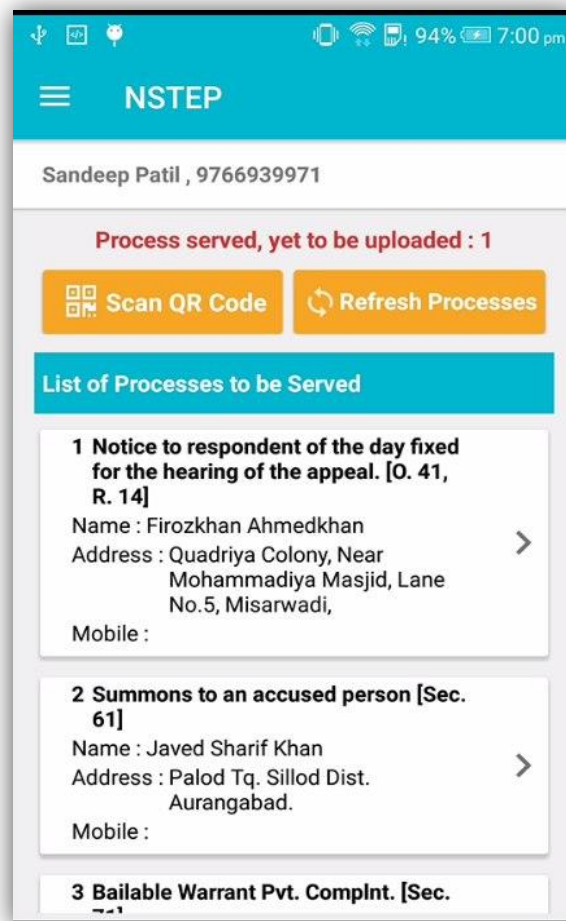 94% 7:00 pm
NSTEP
Sandeep Patil , 9766939971
Process served, yet to be uploaded : 1
Scan QR Code
Refresh Processes
List of Processes to be Served
1 Notice to respondent of the day fixed
for the hearing of the appeal. [O. 41,
R. 14]
Name : Firozkhan Ahmedkhan
Address : Quadriya Colony, Near
Mohammadiya Masjid, Lane
No.5, Misarwadi,
Mobile :
2 Summons to an accused person [Sec.
61]
Name : Javed Sharif Khan
Address : Palod Tq. Sillod Dist.
Aurangabad.
Mobile :
3 Bailable Warrant Pvt. Complnt. [Sec.